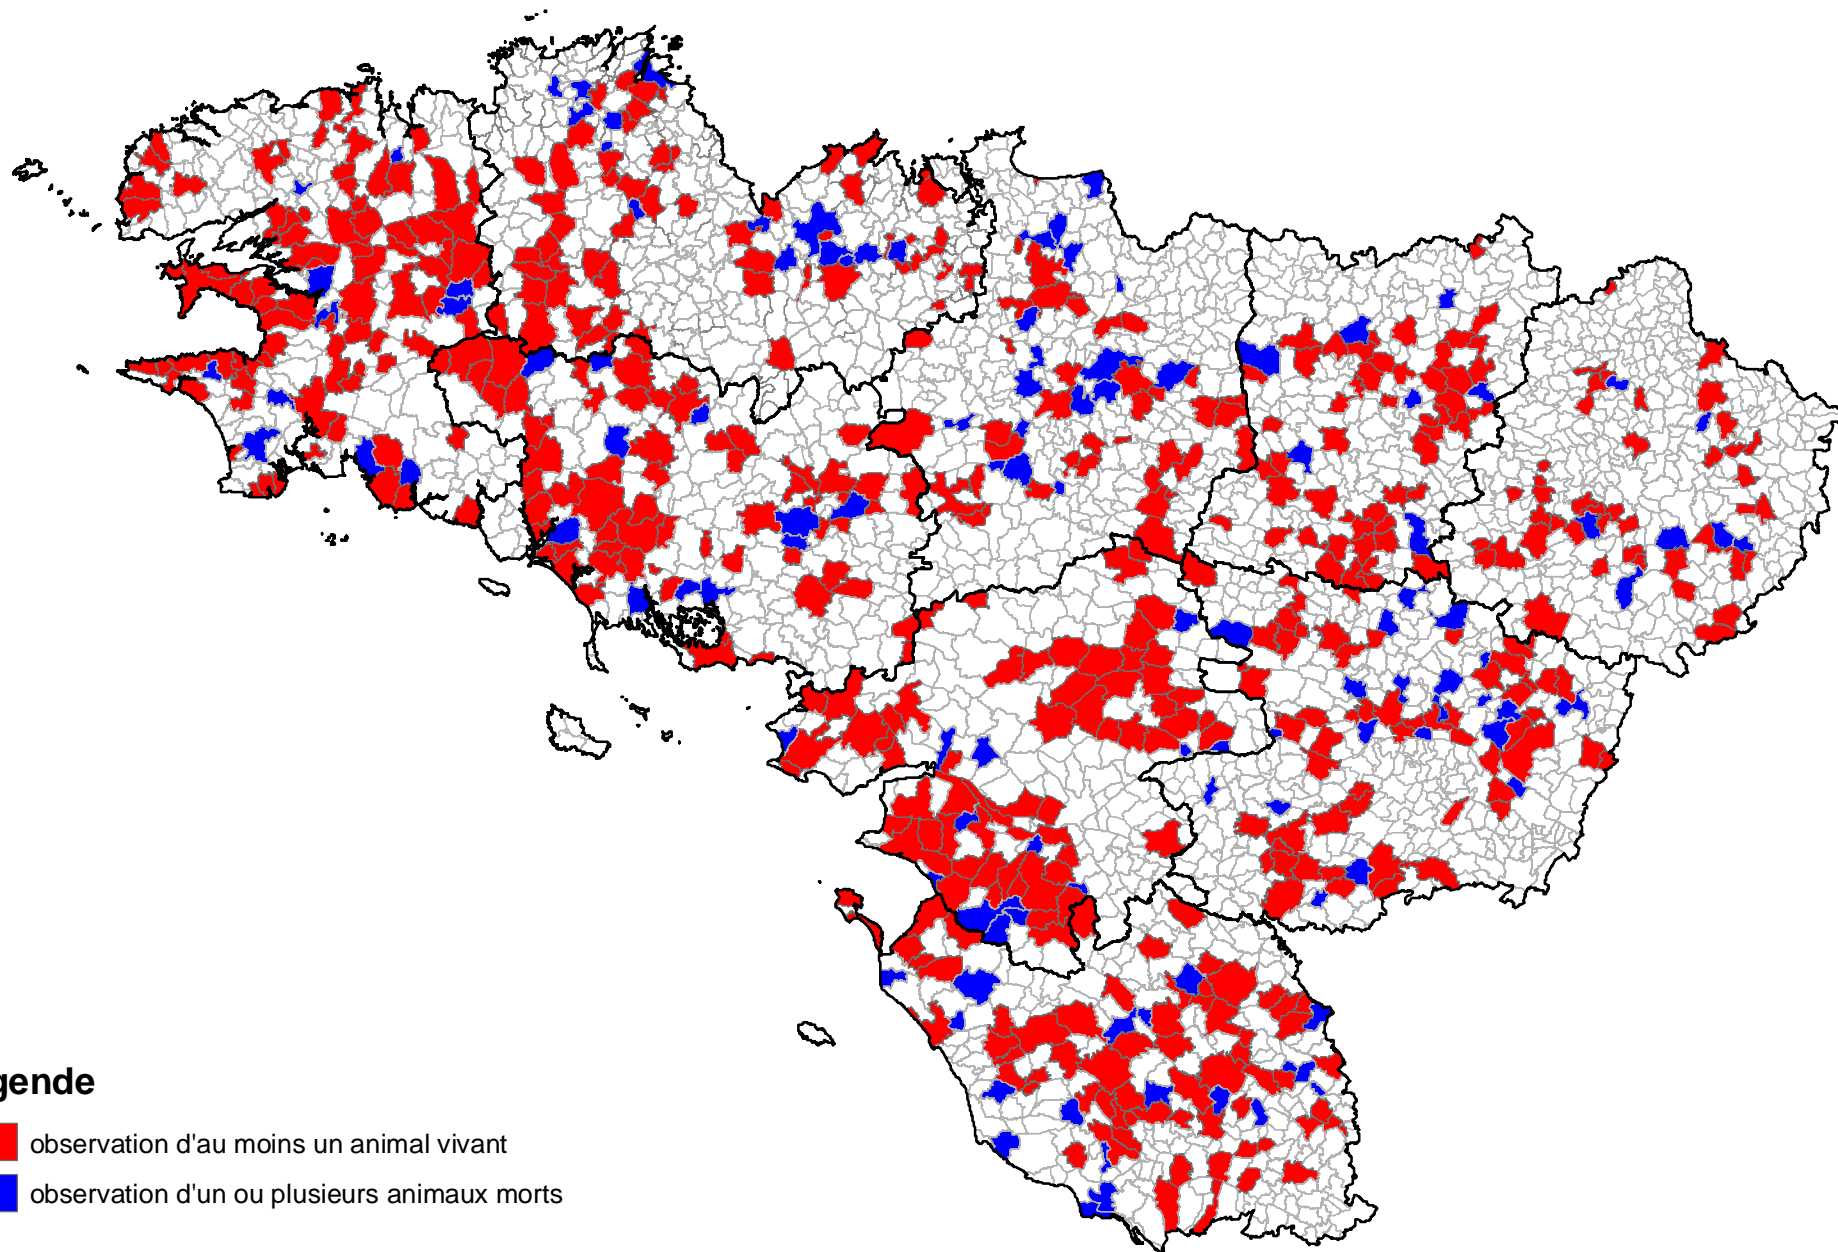 gende
observation d'au moins un animal vivant
observation d'un ou plusieurs animaux morts